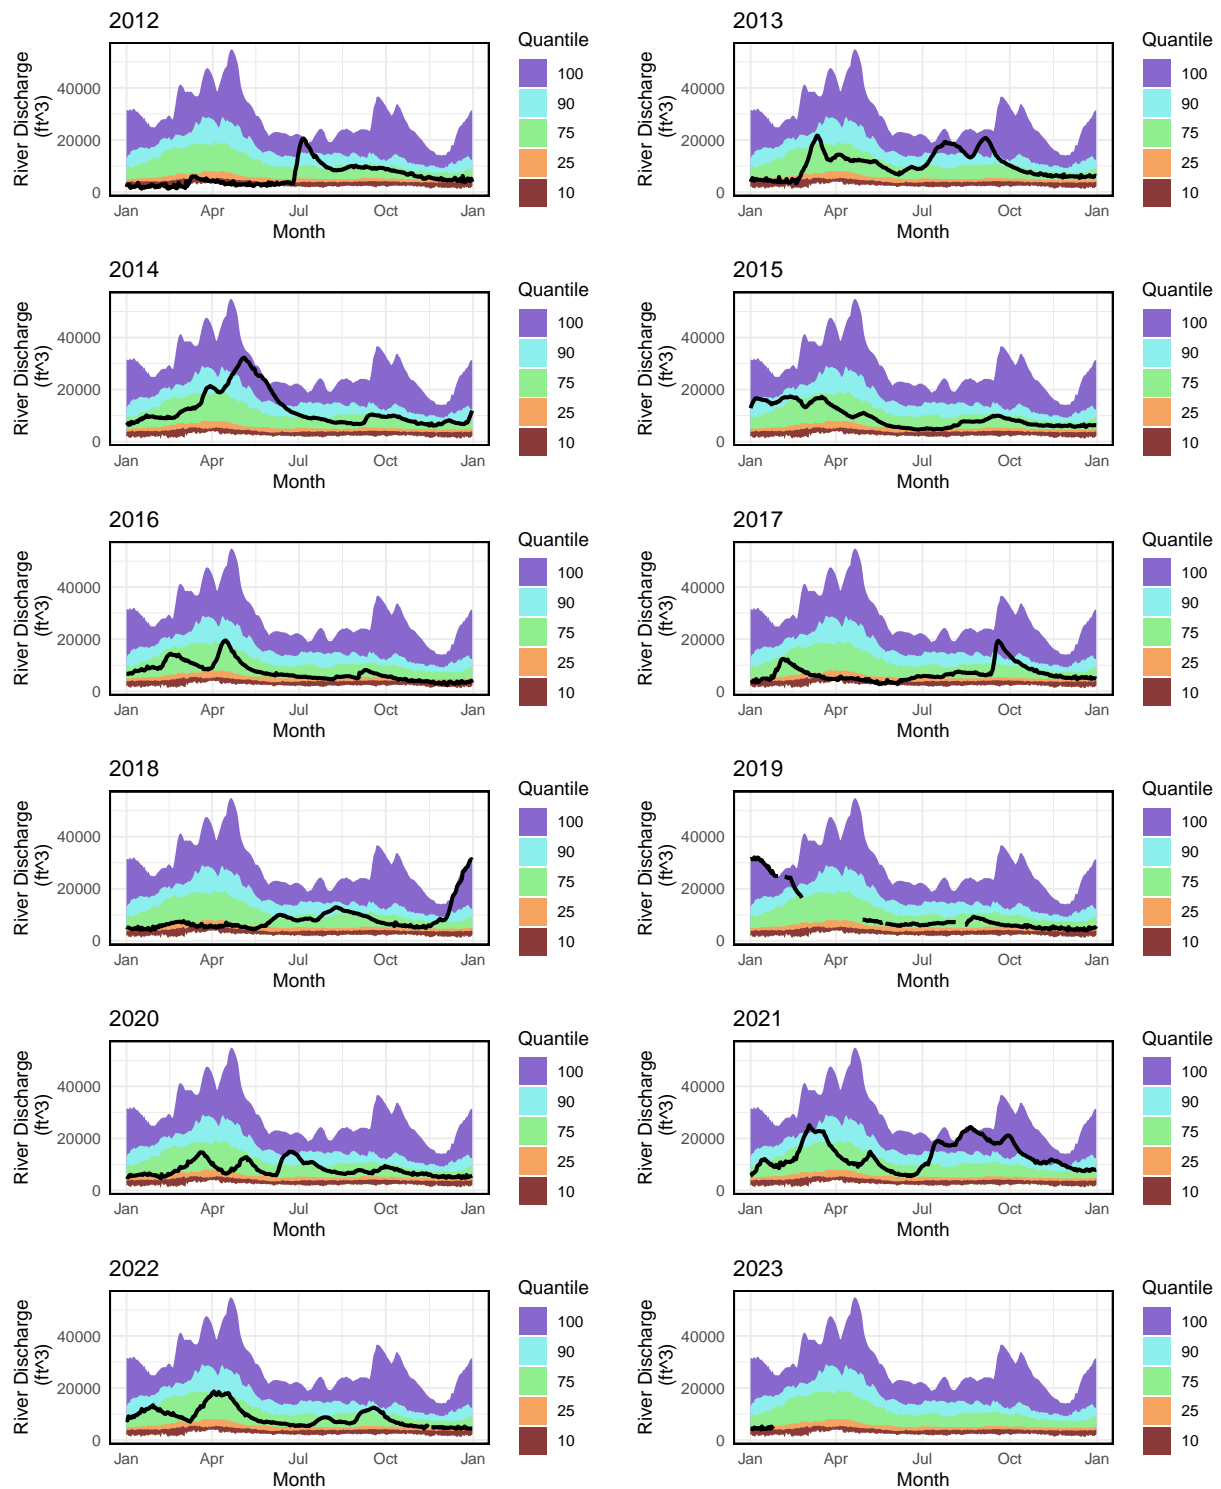 2012
River Discharge
(ft^3)
40000
20000
0
Jan
Apr
Jul
Oct
Jan
Month
Quantile
100
90
75
25
10
2013
River Discharge
(ft^3)
40000
20000
0
Jan
Apr
Jul
Oct
Jan
Month
Quantile
100
90
75
25
10
2014
River Discharge
(ft^3)
40000
20000
0
Jan
Apr
Jul
Oct
Jan
Month
Quantile
100
90
75
25
10
2015
River Discharge
(ft^3)
40000
20000
0
Jan
Apr
Jul
Oct
Jan
Month
Quantile
100
90
75
25
10
2016
River Discharge
(ft^3)
40000
20000
0
Jan
Apr
Jul
Oct
Jan
Month
Quantile
100
90
75
25
10
2017
River Discharge
(ft^3)
40000
20000
0
Jan
Apr
Jul
Oct
Jan
Month
Quantile
100
90
75
25
10
2018
River Discharge
(ft^3)
40000
20000
0
Jan
Apr
Jul
Oct
Jan
Month
Quantile
100
90
75
25
10
2019
River Discharge
(ft^3)
40000
20000
0
Jan
Apr
Jul
Oct
Jan
Month
Quantile
100
90
75
25
10
2020
River Discharge
(ft^3)
40000
20000
0
Jan
Apr
Jul
Oct
Jan
Month
Quantile
100
90
75
25
10
2021
River Discharge
(ft^3)
40000
20000
0
Jan
Apr
Jul
Oct
Jan
Month
Quantile
100
90
75
25
10
2022
River Discharge
(ft^3)
40000
20000
0
Jan
Apr
Jul
Oct
Jan
Month
Quantile
100
90
75
25
10
2023
River Discharge
(ft^3)
40000
20000
0
Jan
Apr
Jul
Oct
Jan
Month
Quantile
100
90
75
25
10